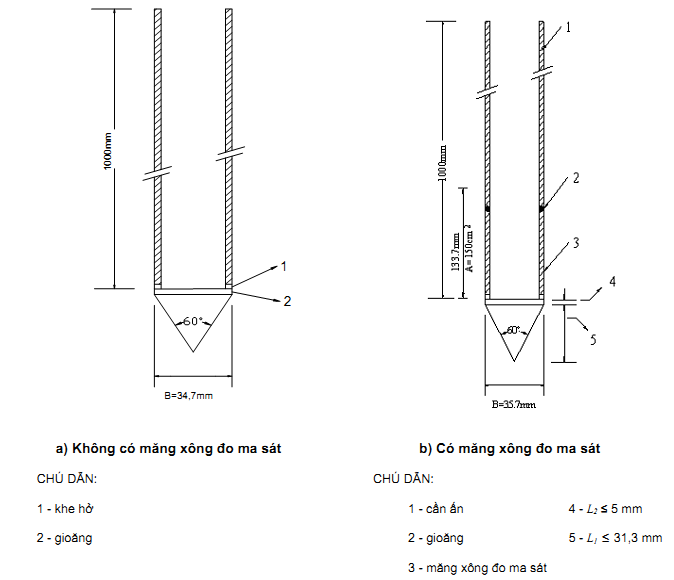 1000mm
1
2
60°
B=34,7mm
1
1000mm
133.7mm
A=150cm 2
2
3
4
5
60°
B=35.7mm
a) Không có măng xông đo ma sát
b) Có măng xông đo ma sát
CHÚ DẪN:
CHÚ DẪN:
1 - khe hở
1 - cần ấn
4 - L2 ≤ 5 mm
2 - gioăng
2 - gioăng
5 - L1 ≤ 31,3 mm
3 - măng xông đo ma sát